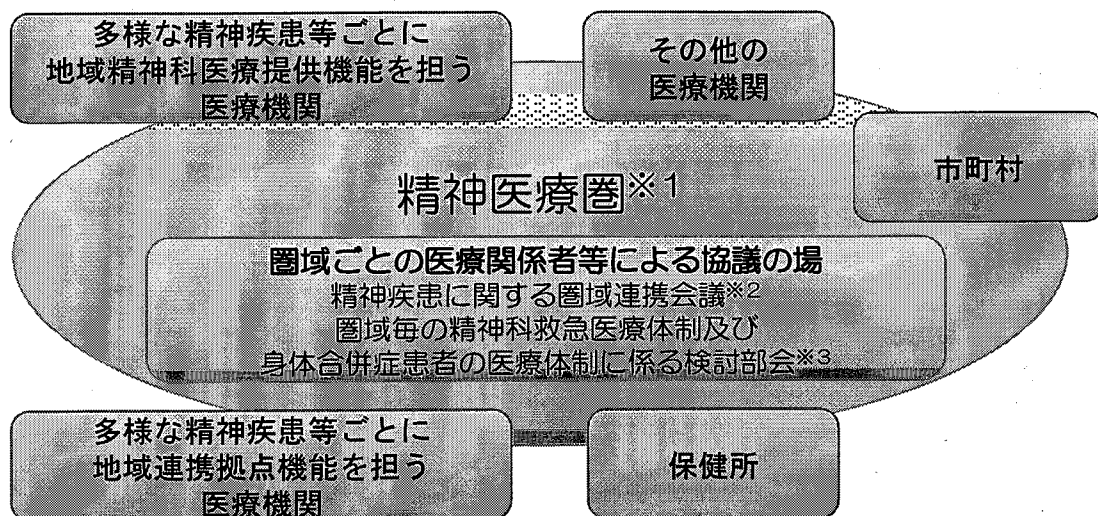 多様な精神疾患等ごとに
地域精神科医療提供機能を担う
医療機関
その他の
医療機関
市町村
精神医療圏※1
圏域ごとの医療関係者等による協議の場
精神疾患に関する圏域連携会議※2
圏域毎の精神科救急医療体制及び
身体合併症患者の医療体制に係る検討部会※3
多様な精神疾患等ごとに
地域連携拠点機能を担う
医療機関
保健所